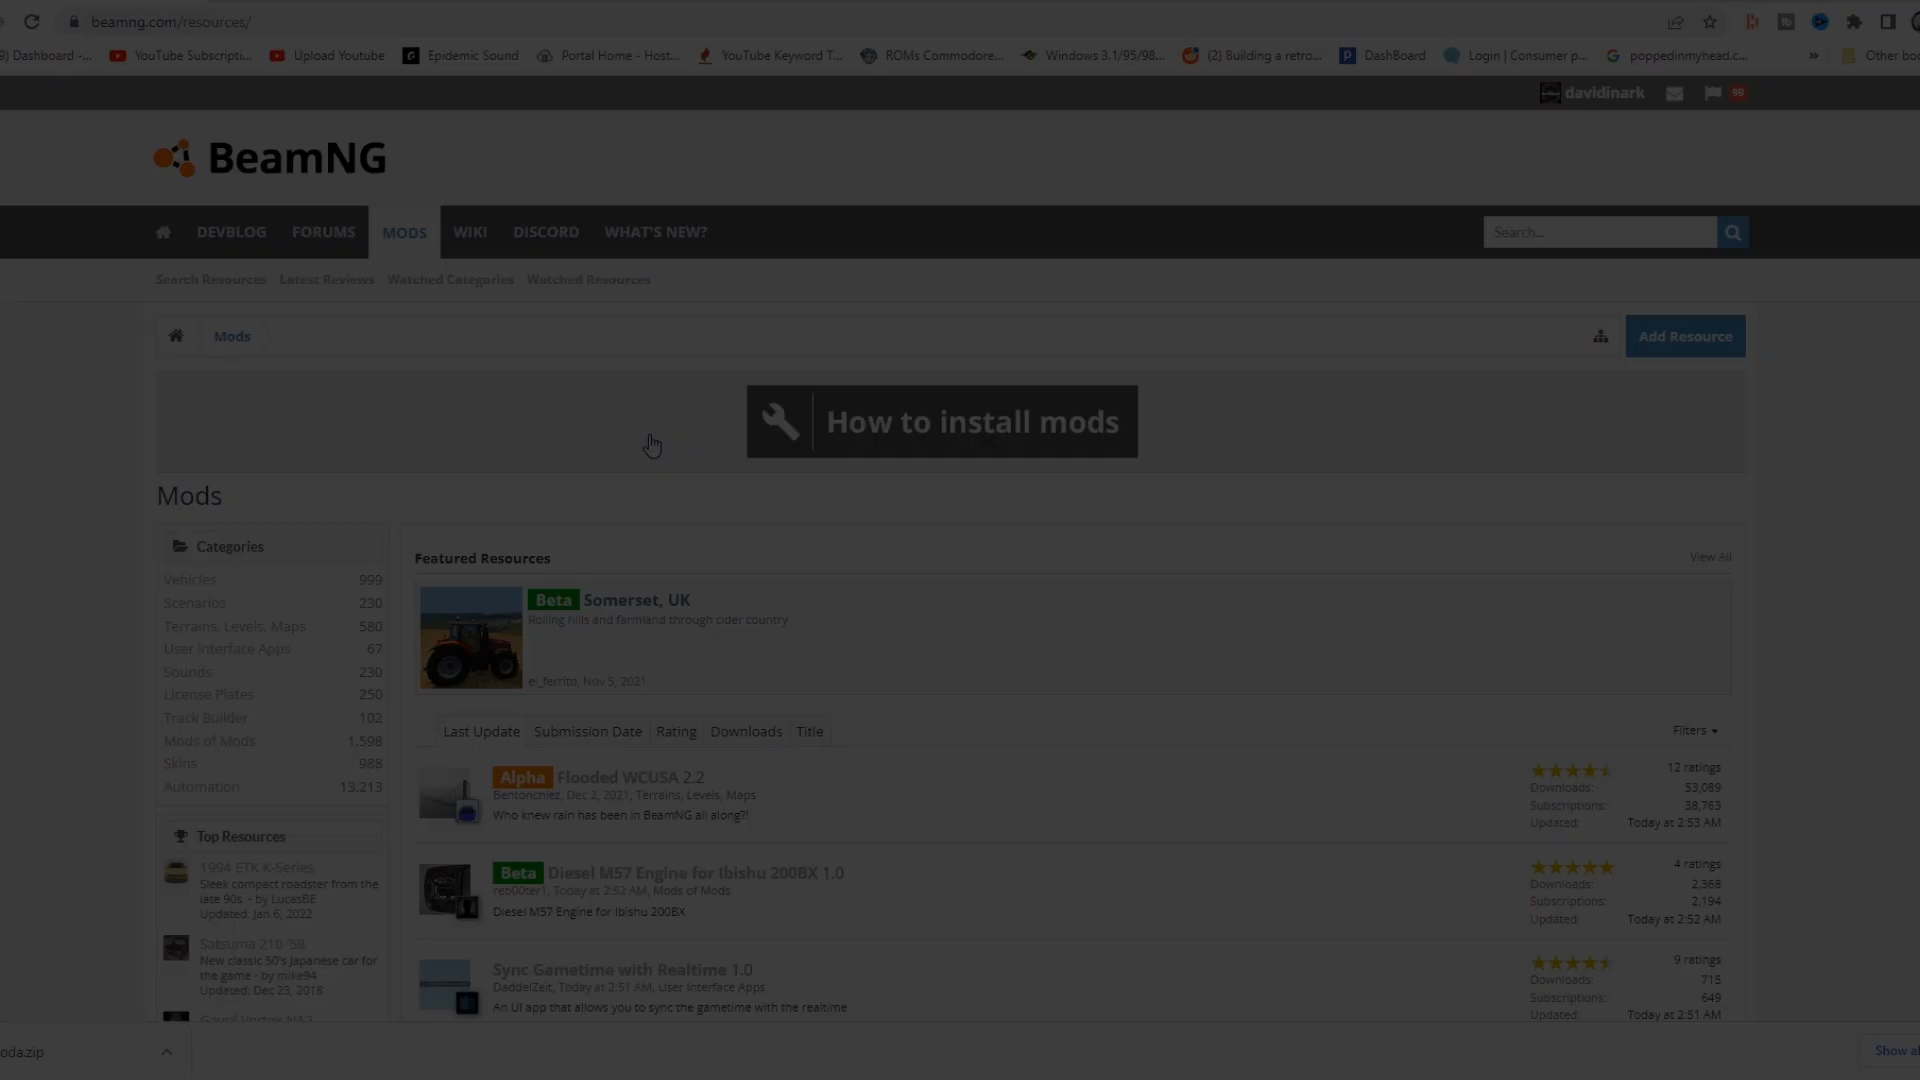 beamng.com/resources/
9) Dashboard -... YouTube Subscripti... Upload Youtube Epidemic Sound Portal Home - Host... YouTube Keyword T... ROMs Commodore... Windows 3.1/95/98... (2) Building a retro... DashBoard Login | Consumer p... poppedinmyhead.c... » Other boo
davidinark 99
BeamNG
DEVBLOG FORUMS MODS WIKI DISCORD WHAT'S NEW? Search...
Search Resources Latest Reviews Watched Categories Watched Resources
Mods Add Resource
How to install mods
Mods
Categories
Vehicles 999
Scenarios 230
Terrains, Levels, Maps 580
User Interface Apps 67
Sounds 230
License Plates 250
Track Builder 102
Mods of Mods 1,598
Skins 988
Automation 13,213
Top Resources
1994 ETK K-Series
Sleek compact roadster from the
late 90s. - by LucasBE
Updated: Jan 6, 2022
Satsuma 210 '58
New classic 50's Japanese car for
the game - by mike94
Updated: Dec 23, 2018
Gavril Vortex NA2
Featured Resources View All
Beta Somerset, UK
Rolling hills and farmland through cider country
ei_ferrito, Nov 5, 2021
Last Update Submission Date Rating Downloads Title Filters
Alpha Flooded WCUSA 2.2
Bentonchiez, Dec 2, 2021, Terrains, Levels, Maps
Who knew rain has been in BeamNG all along?!
12 ratings
Downloads: 53,089
Subscriptions: 38,763
Updated: Today at 2:53 AM
Beta Diesel M57 Engine for Ibishu 200BX 1.0
reb00ter1, Today at 2:52 AM, Mods of Mods
Diesel M57 Engine for Ibishu 200BX
4 ratings
Downloads: 2,368
Subscriptions: 2,194
Updated: Today at 2:52 AM
Sync Gametime with Realtime 1.0
DaddelZeit, Today at 2:51 AM, User Interface Apps
An UI app that allows you to sync the gametime with the realtime
9 ratings
Downloads: 715
Subscriptions: 649
Updated: Today at 2:51 AM
oda.zip Show al